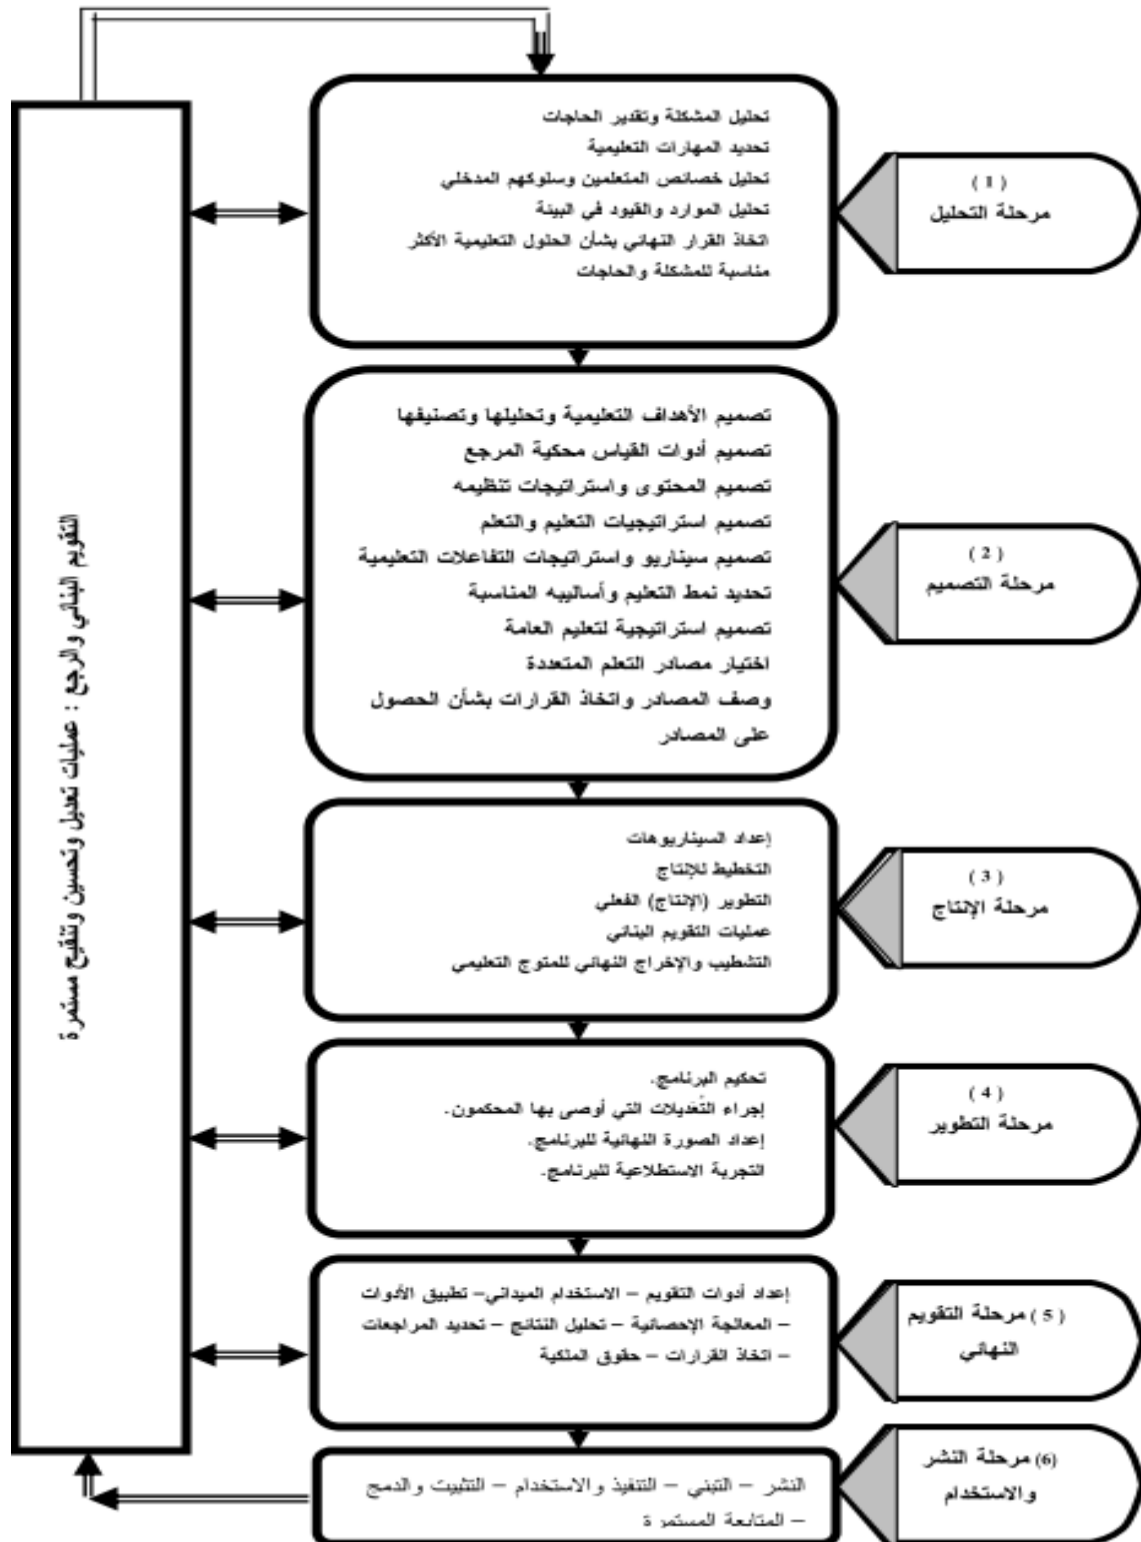 ( 1 )
مرحلة التحليل
تحليل المشكلة وتقدير الحاجات
تحديد المهارات التعليمية
تحليل خصائص المتعلمين وسلوكهم المدخلي
تحليل الموارد والقيود في البيئة
اتخاذ القرار النهائي بشأن الحلول التعليمية الأكثر
مناسبة للمشكلة والحاجات
( 2 )
مرحلة التصميم
تصميم الأهداف التعليمية وتحليلها وتصنيفها
تصميم أدوات القياس محكية المرجع
تصميم المحتوى واستراتيجات تنظيمه
تصميم استراتيجيات التعليم والتعلم
تصميم سيناريو واستراتيجات التفاعلات التعليمية
تحديد نمط التعليم وأساليبه المناسبة
تصميم استراتيجية لتعليم العامة
اختيار مصادر التعلم المتعددة
وصف المصادر واتخاذ القرارات بشأن الحصول
على المصادر
( 3 )
مرحلة الإنتاج
إعداد السيناريوهات
التخطيط للإنتاج
التطوير (الإنتاج) الفعلي
عمليات التقويم البنائي
التشطيب والإخراج النهائي للمتوج التعليمي
( 4 )
مرحلة التطوير
تحكيم البرنامج.
إجراء التَّعديلات التي أوصى بها المحكمون.
إعداد الصورة النهائية للبرنامج.
التجربة الاستطلاعية للبرنامج.
( 5 ) مرحلة التقويم
النهائي
إعداد أدوات التقويم – الاستخدام الميداني– تطبيق الأدوات
– المعالجة الإحصائية – تحليل النتائج – تحديد المراجعات
– اتخاذ القرارات – حقوق الملكية
(6) مرحلة النشر
والاستخدام
النشر – التبني – التنفيذ والاستخدام – التثبيت والدمج
– المتابعة المستمرة
التقويم البنائي والرجع : عمليات تعديل وتحسين وتنقيح مستمرة